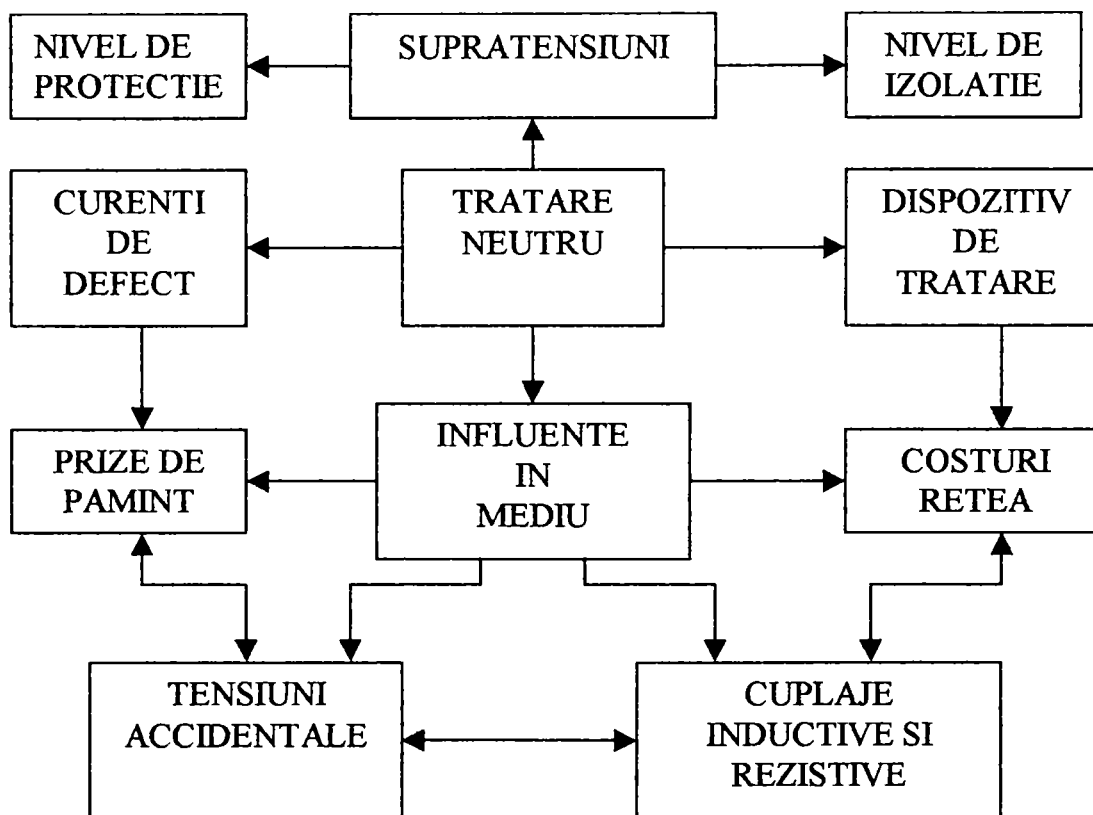 NIVEL DE
PROTECTIE
SUPRATENSIUNI
NIVEL DE
IZOLATIE
CURENTI
DE
DEFECT
TRATARE
NEUTRU
DISPOZITIV
DE
TRATARE
PRIZE DE
PAMINT
INFLUENTE
IN
MEDIU
COSTURI
RETEA
TENSIUNI
ACCIDENTALE
CUPLAJE
INDUCTIVE SI
REZISTIVE